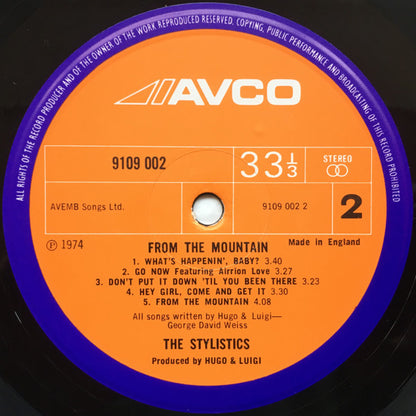 ALL RIGHTS OF THE RECORD PRODUCER AND OF THE OWNER OF THE WORK REPRODUCED RESERVED. COPYING, PUBLIC PERFORMANCE AND BROADCASTING OF THIS RECORD PROHIBITED
AVCO
9109 002
33 1/3
STEREO
AVEMB Songs Ltd.
9109 002 2
2
℗ 1974
FROM THE MOUNTAIN
Made in England
1. WHAT'S HAPPENIN', BABY? 3.40
2. GO NOW Featuring Airrion Love 3.27
3. DON'T PUT IT DOWN 'TIL YOU BEEN THERE 3.23
4. HEY GIRL, COME AND GET IT 3.30
5. FROM THE MOUNTAIN 4.08
All songs written by Hugo & Luigi—
George David Weiss
THE STYLISTICS
Produced by HUGO & LUIGI